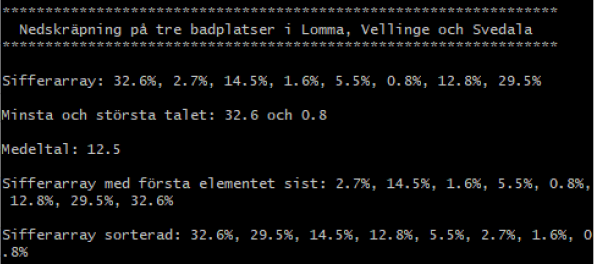 ************************************************************
Nedskräpning på tre badplatser i Lomma, Vellinge och Svedala
************************************************************
Sifferarray: 32.6%, 2.7%, 14.5%, 1.6%, 5.5%, 0.8%, 12.8%, 29.5%
Minsta och största talet: 32.6 och 0.8
Medeltal: 12.5
Sifferarray med första elementet sist: 2.7%, 14.5%, 1.6%, 5.5%, 0.8%,
12.8%, 29.5%, 32.6%
Sifferarray sorterad: 32.6%, 29.5%, 14.5%, 12.8%, 5.5%, 2.7%, 1.6%, 0
.8%